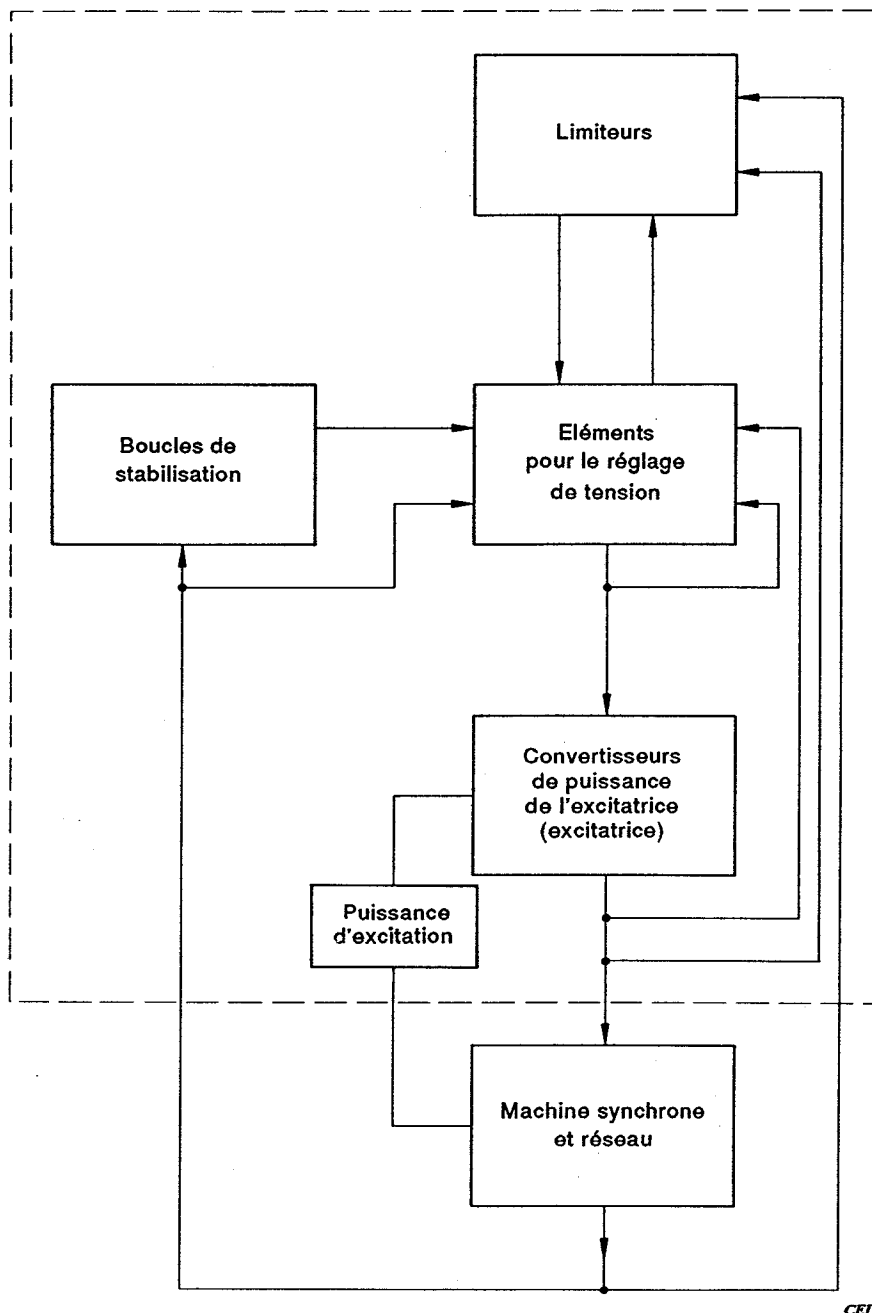 Limiteurs
Boucles de
stabilisation
Eléments
pour le réglage
de tension
Convertisseurs
de puissance
de l'excitatrice
(excitatrice)
Puissance
d'excitation
Machine synchrone
et réseau